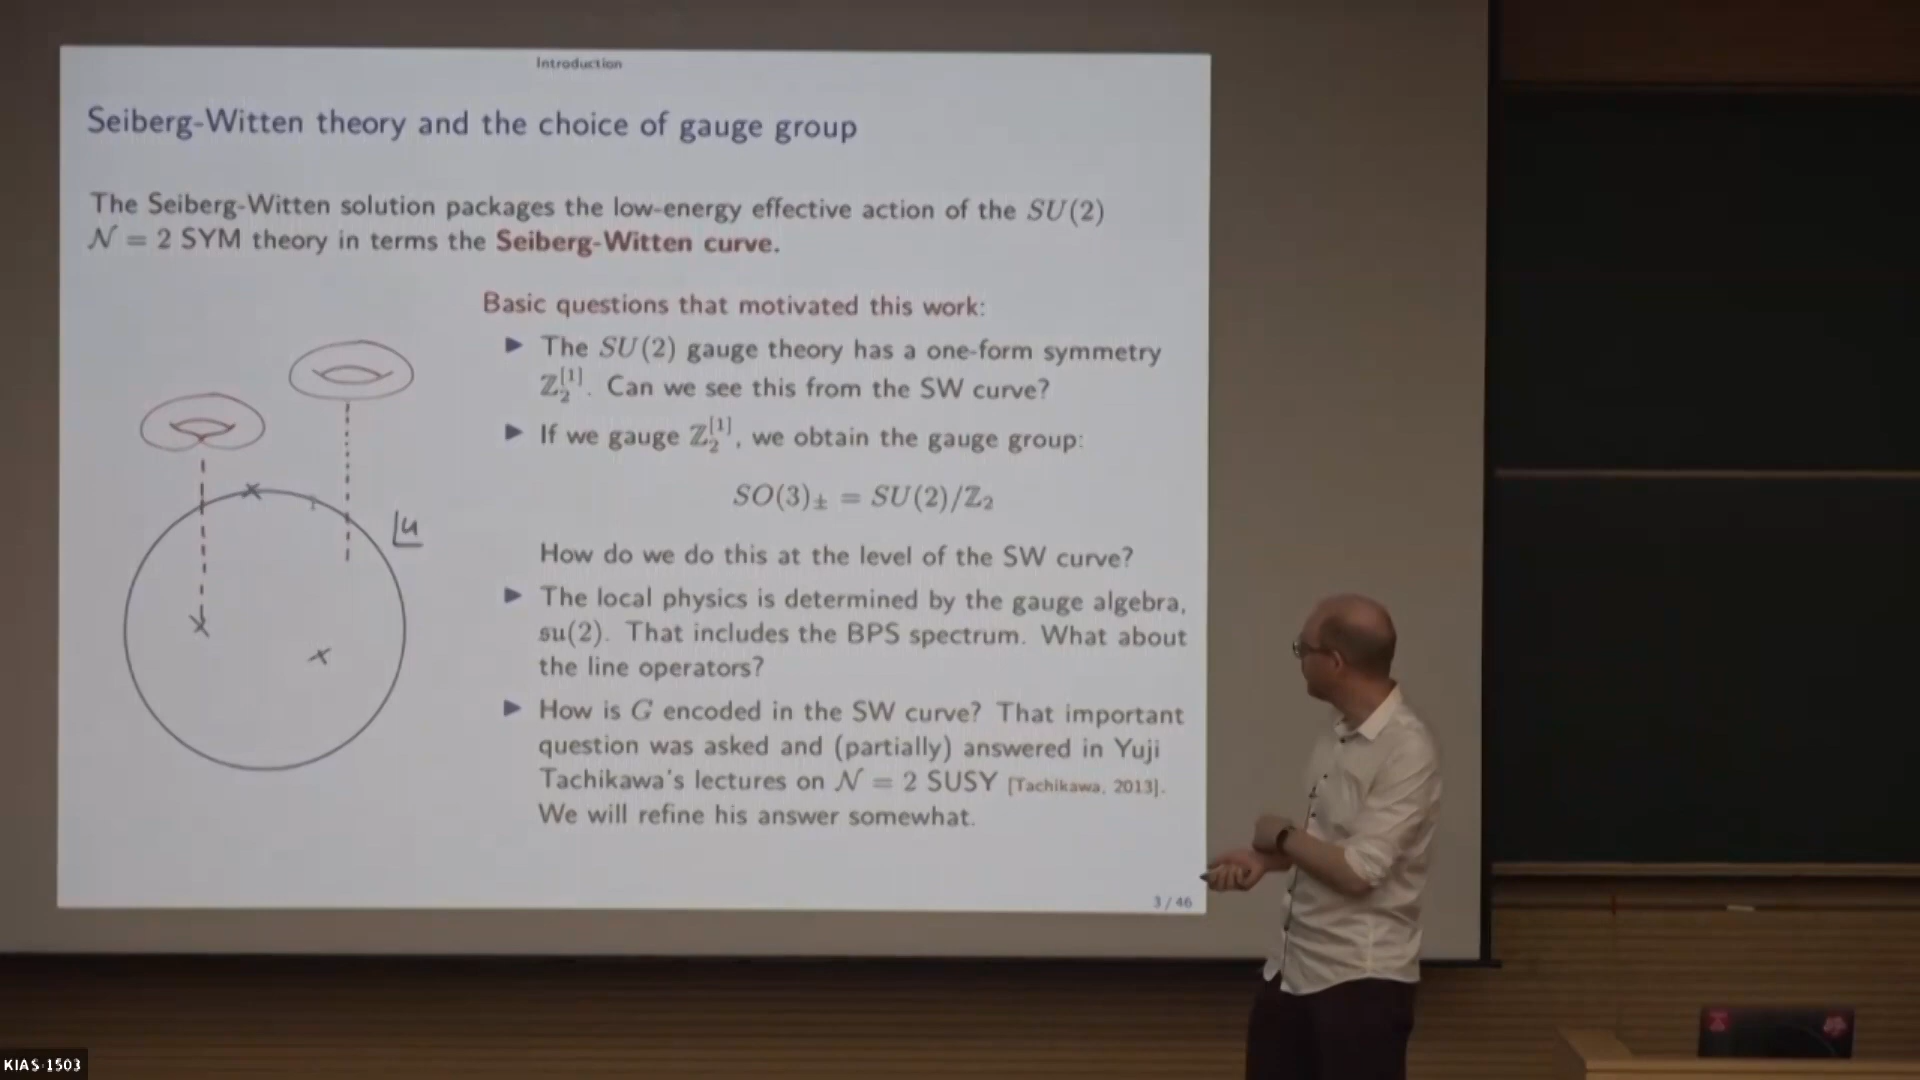 Introduction
Seiberg-Witten theory and the choice of gauge group
The Seiberg-Witten solution packages the low-energy effective action of the SU(2)
𝒩 = 2 SYM theory in terms the Seiberg-Witten curve.
Basic questions that motivated this work:
▶ The SU(2) gauge theory has a one-form symmetry
ℤ₂^[1]. Can we see this from the SW curve?
▶ If we gauge ℤ₂^[1], we obtain the gauge group:
SO(3)± = SU(2)/ℤ₂
How do we do this at the level of the SW curve?
▶ The local physics is determined by the gauge algebra,
su(2). That includes the BPS spectrum. What about
the line operators?
▶ How is G encoded in the SW curve? That important
question was asked and (partially) answered in Yuji
Tachikawa's lectures on 𝒩 = 2 SUSY [Tachikawa, 2013].
We will refine his answer somewhat.
u
3 / 46
KIAS-1503